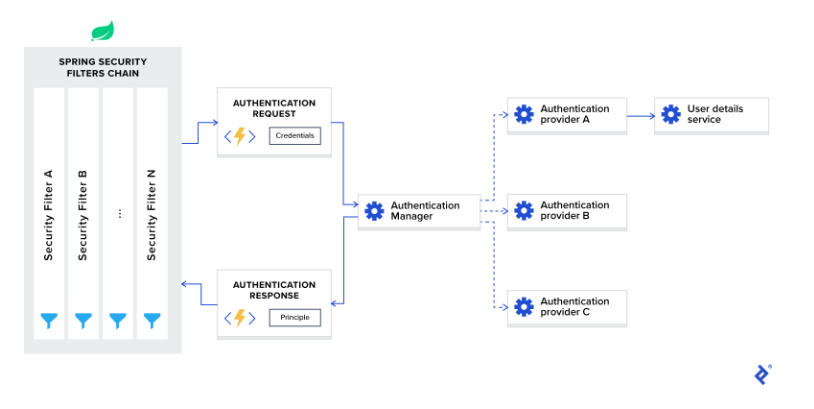 SPRING SECURITY
FILTERS CHAIN
Security Filter A
Security Filter B
...
Security Filter N
AUTHENTICATION
REQUEST
Credentials
AUTHENTICATION
RESPONSE
Principle
Authentication
Manager
Authentication
provider A
User details
service
Authentication
provider B
Authentication
provider C